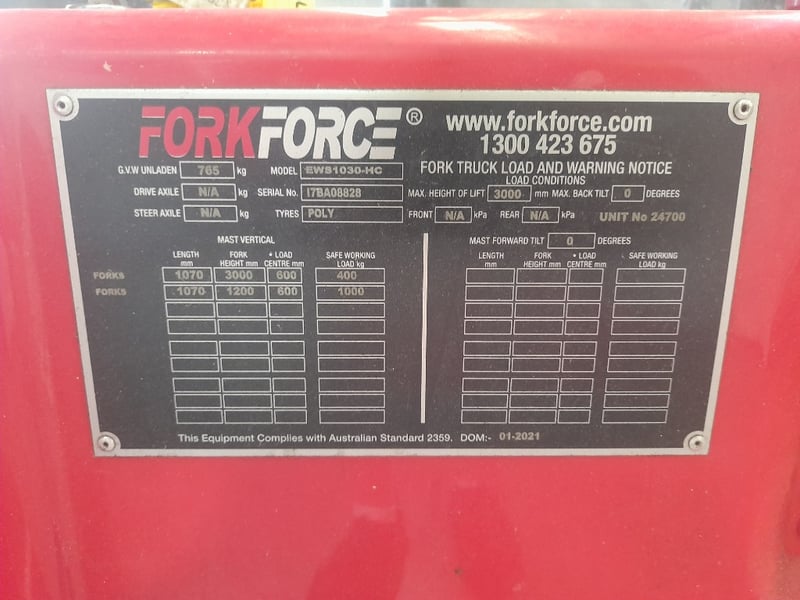 FORKFORCE® www.forkforce.com
1300 423 675
G.V.W UNLADEN 765 kg MODEL EWS1030-HC FORK TRUCK LOAD AND WARNING NOTICE
LOAD CONDITIONS
DRIVE AXILE N/A kg SERIAL No. 17BA08828 MAX. HEIGHT OF LIFT 3000 mm MAX. BACK TILT 0 DEGREES
STEER AXILE N/A kg TYRES POLY FRONT N/A kPa REAR N/A kPa UNIT No 24700
MAST VERTICAL
LENGTH mm FORK HEIGHT mm • LOAD CENTRE mm SAFE WORKING LOAD kg
FORKS 1070 3000 600 400
FORKS 1070 1200 600 1000
MAST FORWARD TILT 0 DEGREES
LENGTH mm FORK HEIGHT mm • LOAD CENTRE mm SAFE WORKING LOAD kg
This Equipment Complies with Australian Standard 2359. DOM:- 01-2021